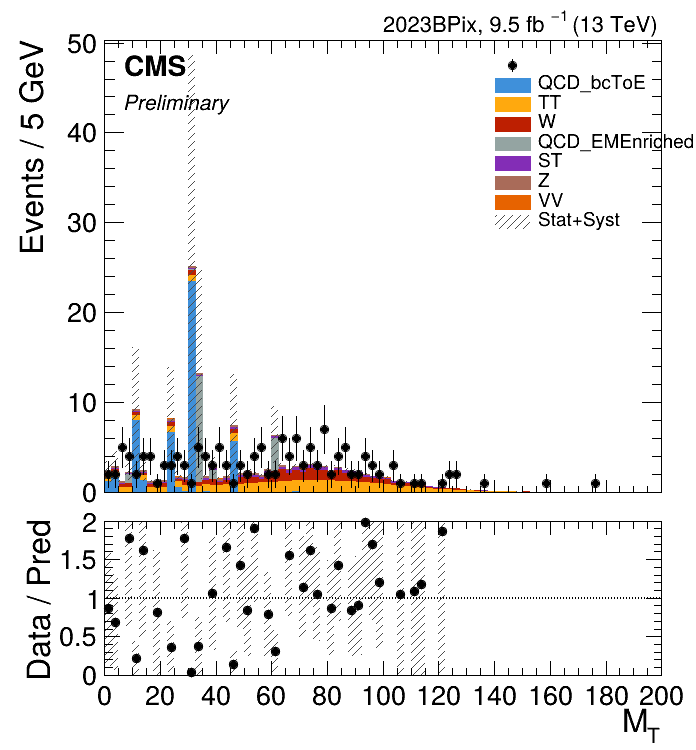 2023BPix, 9.5 fb⁻¹ (13 TeV)
CMS
Preliminary
Events / 5 GeV
50
40
30
20
10
0
QCD_bcToE
TT
W
QCD_EMEnriched
ST
Z
VV
Stat+Syst
Data / Pred
2
1.5
1
0.5
0
0 20 40 60 80 100 120 140 160 180 200
M_T